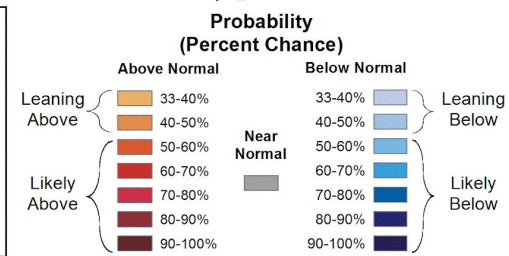 Probability
(Percent Chance)
Above Normal
Below Normal
Leaning
Above
33-40%
40-50%
Likely
Above
50-60%
60-70%
70-80%
80-90%
90-100%
Near
Normal
33-40%
40-50%
Leaning
Below
50-60%
60-70%
70-80%
80-90%
90-100%
Likely
Below